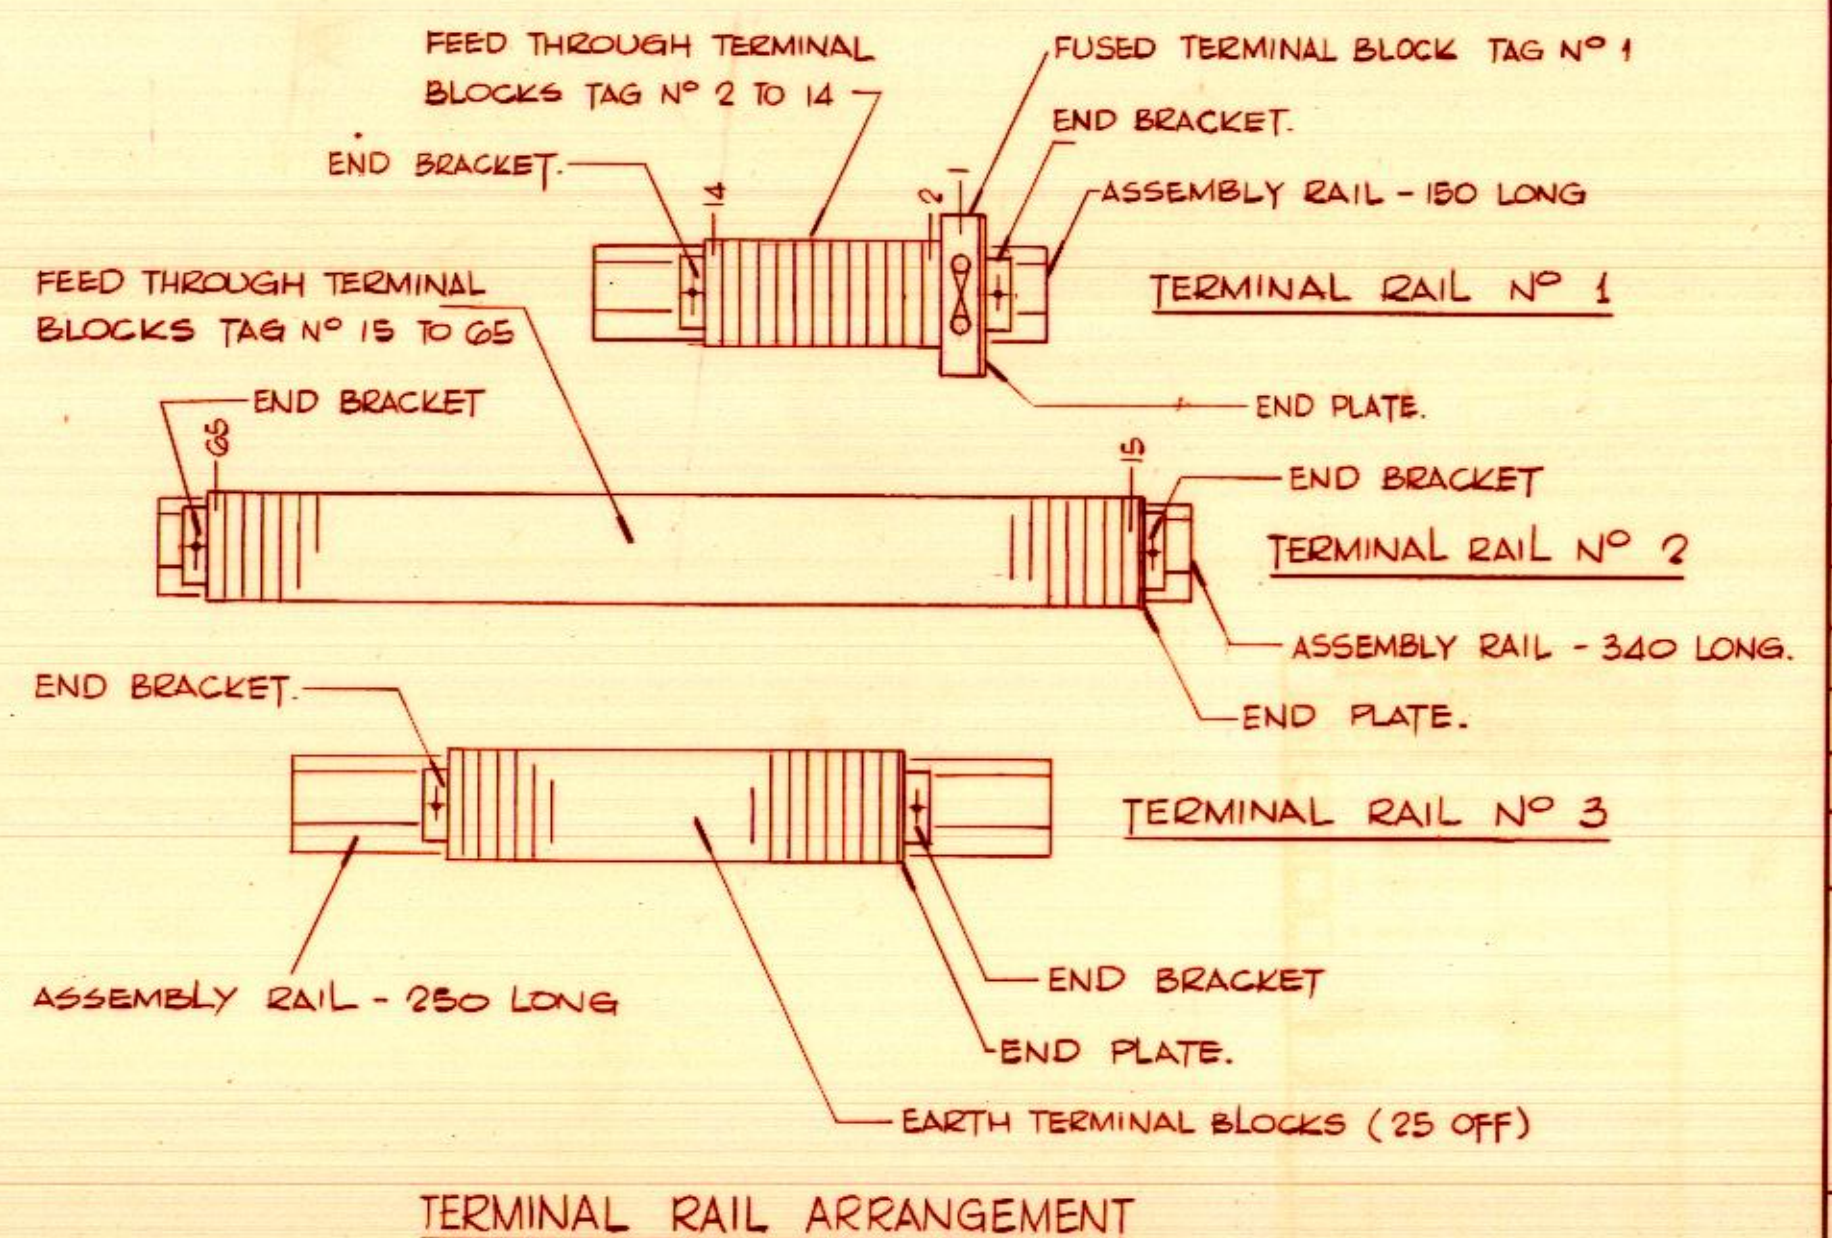 FEED THROUGH TERMINAL
BLOCKS TAG Nº 2 TO 14
FUSED TERMINAL BLOCK TAG Nº 1
END BRACKET.
END BRACKET.
ASSEMBLY RAIL - 150 LONG
14
2
1
TERMINAL RAIL Nº 1
FEED THROUGH TERMINAL
BLOCKS TAG Nº 15 TO 65
END PLATE.
END BRACKET
65
15
END BRACKET
TERMINAL RAIL Nº 2
ASSEMBLY RAIL - 340 LONG.
END PLATE.
END BRACKET.
TERMINAL RAIL Nº 3
ASSEMBLY RAIL - 250 LONG
END BRACKET
END PLATE.
EARTH TERMINAL BLOCKS (25 OFF)
TERMINAL RAIL ARRANGEMENT